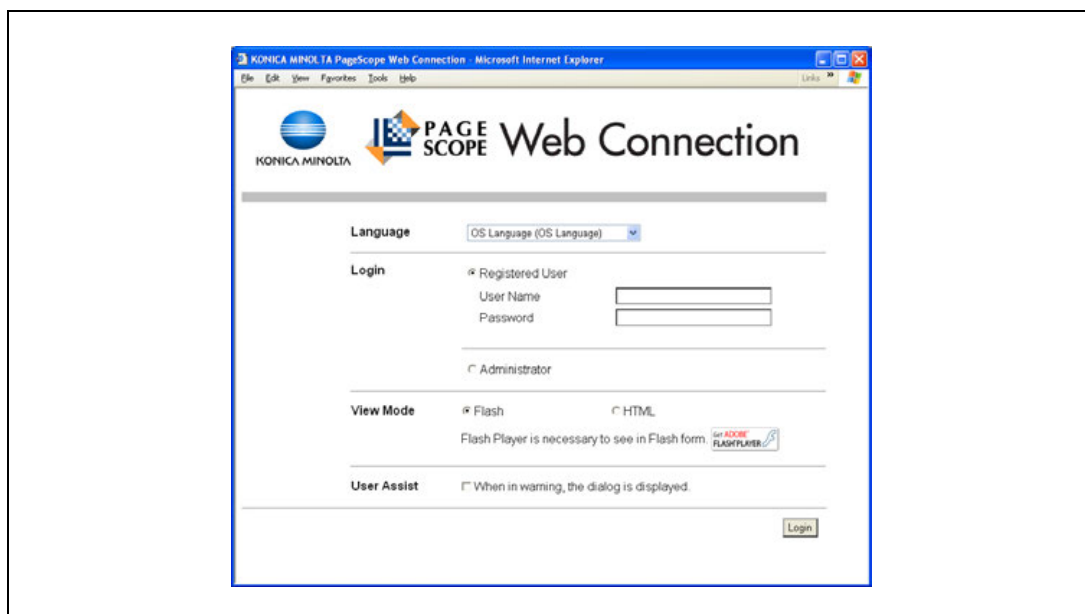 KONICA MINOLTA PageScope Web Connection - Microsoft Internet Explorer
File Edit View Favorites Tools Help Links
KONICA MINOLTA
PAGE SCOPE Web Connection
Language OS Language (OS Language)
Login Registered User
User Name
Password
Administrator
View Mode Flash HTML
Flash Player is necessary to see in Flash form. Get ADOBE FLASH PLAYER
User Assist When in warning, the dialog is displayed.
Login